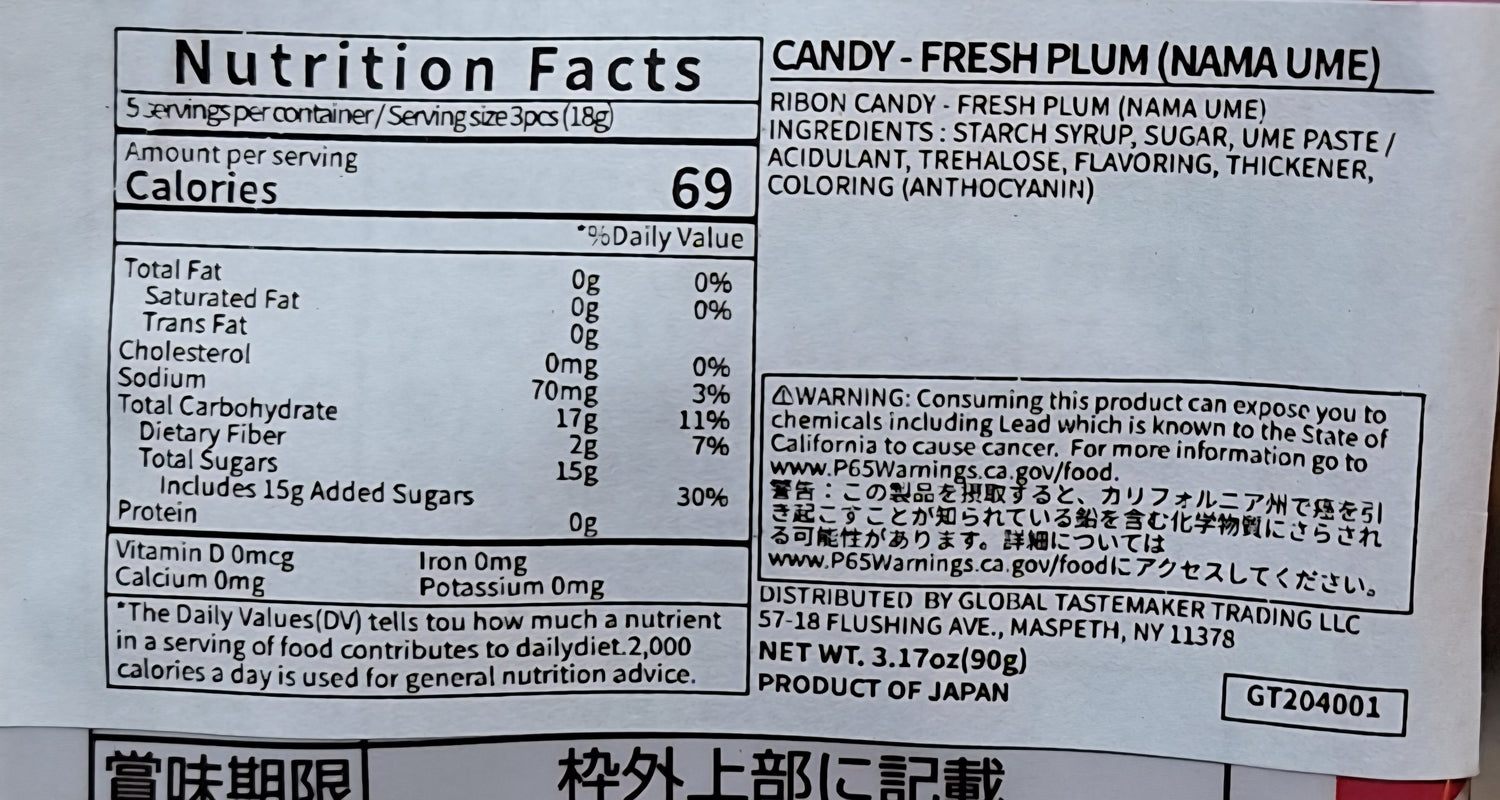 Nutrition Facts
5 servings per container / Serving size 3pcs (18g)
Amount per serving
Calories 69
*%Daily Value
Total Fat 0g 0%
Saturated Fat 0g 0%
Trans Fat 0g
Cholesterol 0mg 0%
Sodium 70mg 3%
Total Carbohydrate 17g 11%
Dietary Fiber 2g 7%
Total Sugars 15g
Includes 15g Added Sugars 30%
Protein 0g
Vitamin D 0mcg Iron 0mg
Calcium 0mg Potassium 0mg
*The Daily Values(DV) tells tou how much a nutrient
in a serving of food contributes to dailydiet.2,000
calories a day is used for general nutrition advice.
CANDY - FRESH PLUM (NAMA UME)
RIBON CANDY - FRESH PLUM (NAMA UME)
INGREDIENTS : STARCH SYRUP, SUGAR, UME PASTE /
ACIDULANT, TREHALOSE, FLAVORING, THICKENER,
COLORING (ANTHOCYANIN)
⚠WARNING: Consuming this product can expose you to
chemicals including Lead which is known to the State of
California to cause cancer. For more information go to
www.P65Warnings.ca.gov/food.
警告：この製品を摂取すると、カリフォルニア州で癌を引
き起こすことが知られている鉛を含む化学物質にさらされ
る可能性があります。詳細については
www.P65Warnings.ca.gov/foodにアクセスしてください。
DISTRIBUTED BY GLOBAL TASTEMAKER TRADING LLC
57-18 FLUSHING AVE., MASPETH, NY 11378
NET WT. 3.17oz(90g)
PRODUCT OF JAPAN
GT204001
賞味期限 枠外上部に記載